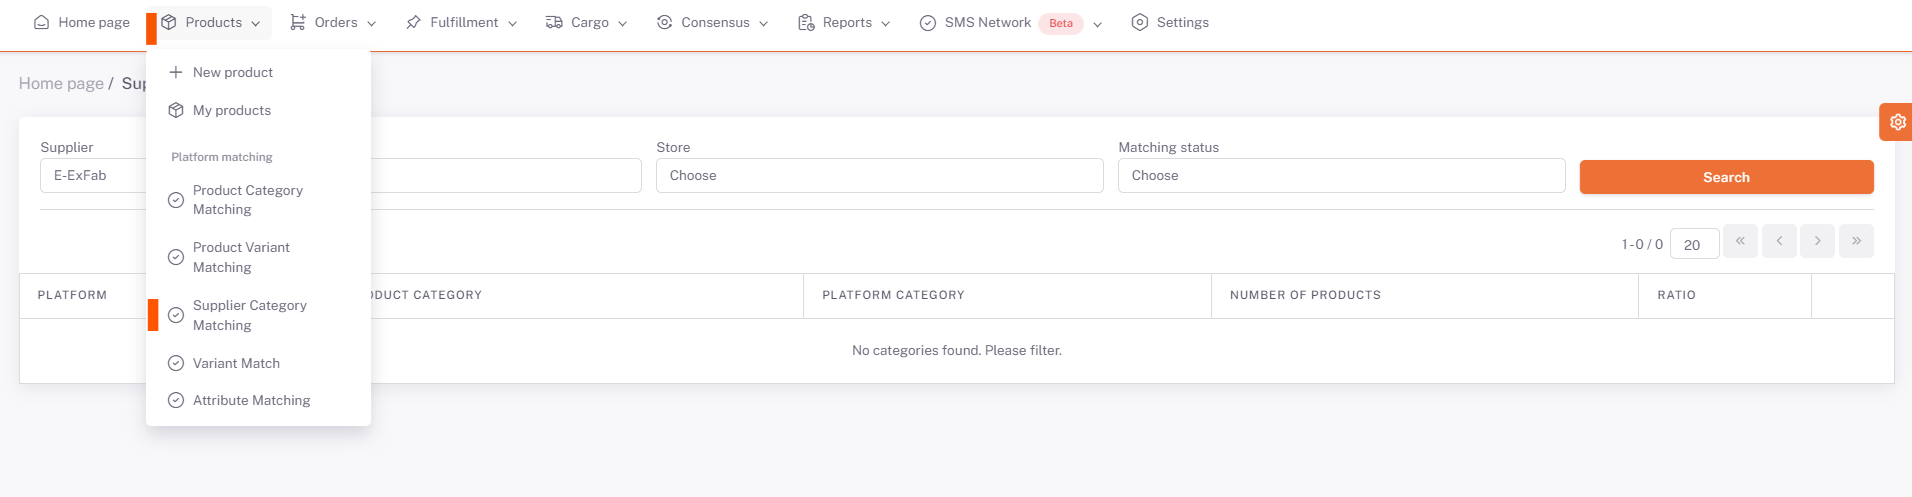 Home page Products Orders Fulfillment Cargo Consensus Reports SMS Network Beta Settings
New product
Home page /
My products
Platform matching
Supplier
Store
Matching status
E-ExFab
Choose
Choose
Search
Product Category
Matching
Product Variant
Matching
1 - 0 / 0 20 « < > »
PLATFORM
PLATFORM CATEGORY
NUMBER OF PRODUCTS
RATIO
CATEGORY
Supplier Category
Matching
No categories found. Please filter.
Variant Match
Attribute Matching